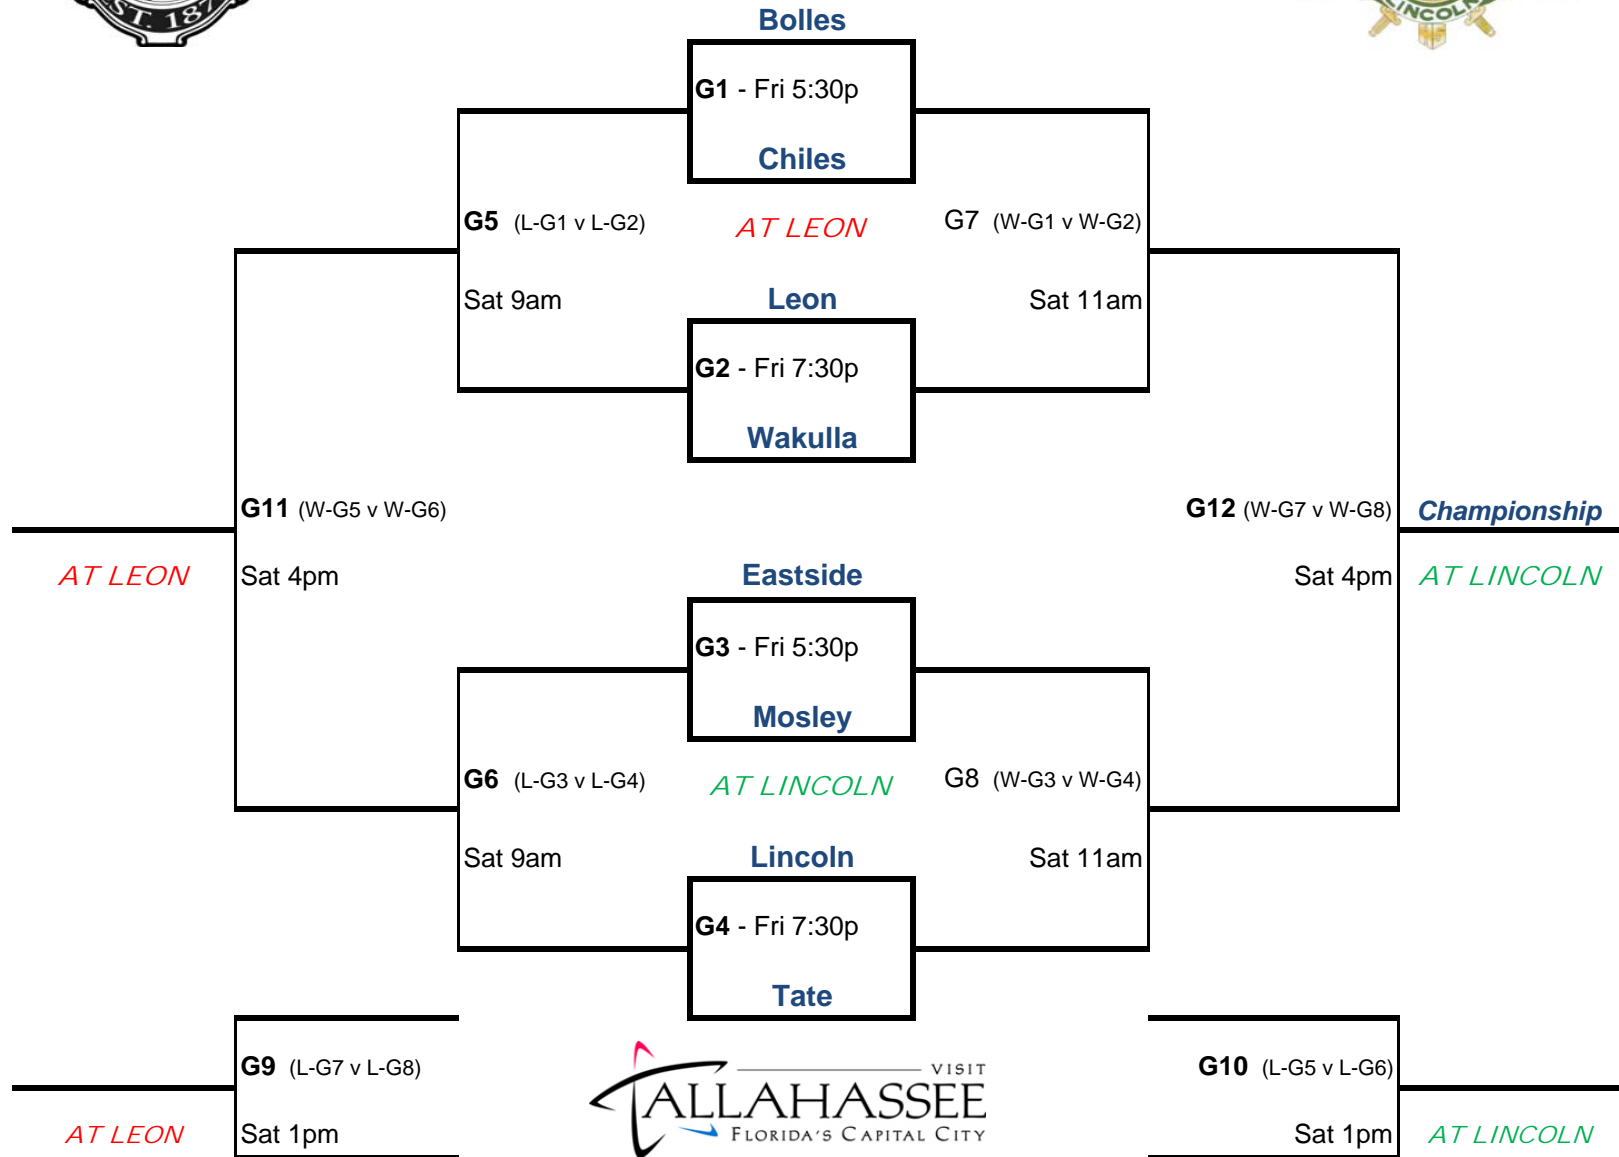 EST. 187
LINCOLN
Bolles
G1 - Fri 5:30p
Chiles
G5 (L-G1 v L-G2)
AT LEON
G7 (W-G1 v W-G2)
Sat 9am
Leon
Sat 11am
G2 - Fri 7:30p
Wakulla
G11 (W-G5 v W-G6)
G12 (W-G7 v W-G8)
Championship
AT LEON
Sat 4pm
Eastside
Sat 4pm
AT LINCOLN
G3 - Fri 5:30p
Mosley
G6 (L-G3 v L-G4)
AT LINCOLN
G8 (W-G3 v W-G4)
Sat 9am
Lincoln
Sat 11am
G4 - Fri 7:30p
Tate
G9 (L-G7 v L-G8)
VISIT
G10 (L-G5 v L-G6)
TALLAHASSEE
AT LEON
Sat 1pm
FLORIDA'S CAPITAL CITY
Sat 1pm
AT LINCOLN